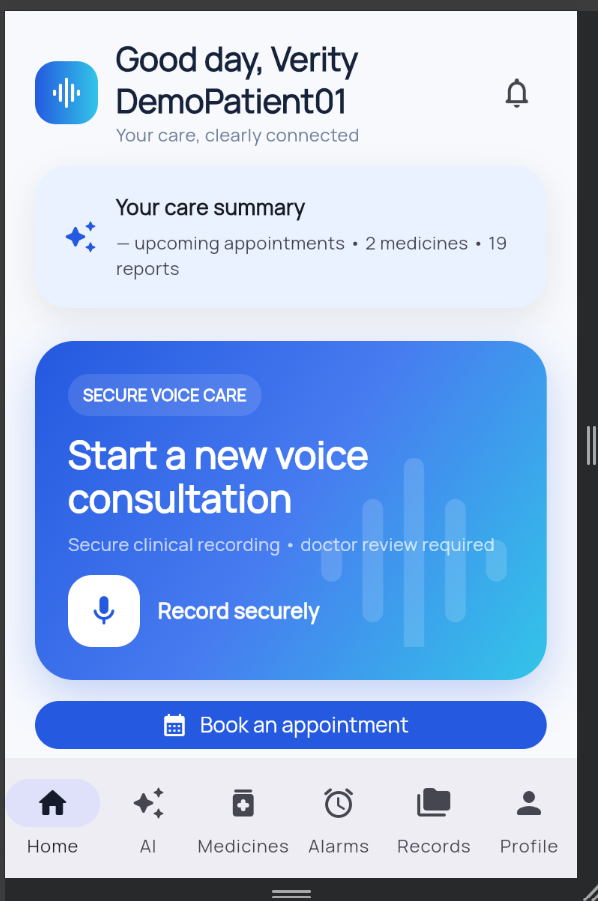 Good day, Verity
DemoPatient01
Your care, clearly connected
Your care summary
— upcoming appointments • 2 medicines • 19
reports
SECURE VOICE CARE
Start a new voice
consultation
Secure clinical recording • doctor review required
Record securely
Book an appointment
Home
AI
Medicines
Alarms
Records
Profile